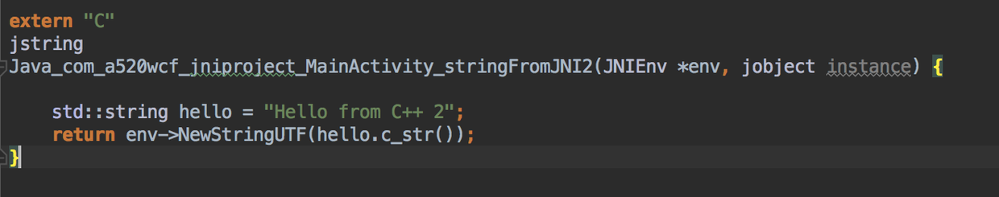 extern "C"
jstring
Java_com_a520wcf_jniproject_MainActivity_stringFromJNI2(JNIEnv *env, jobject instance) {
std::string hello = "Hello from C++ 2";
return env->NewStringUTF(hello.c_str());
}